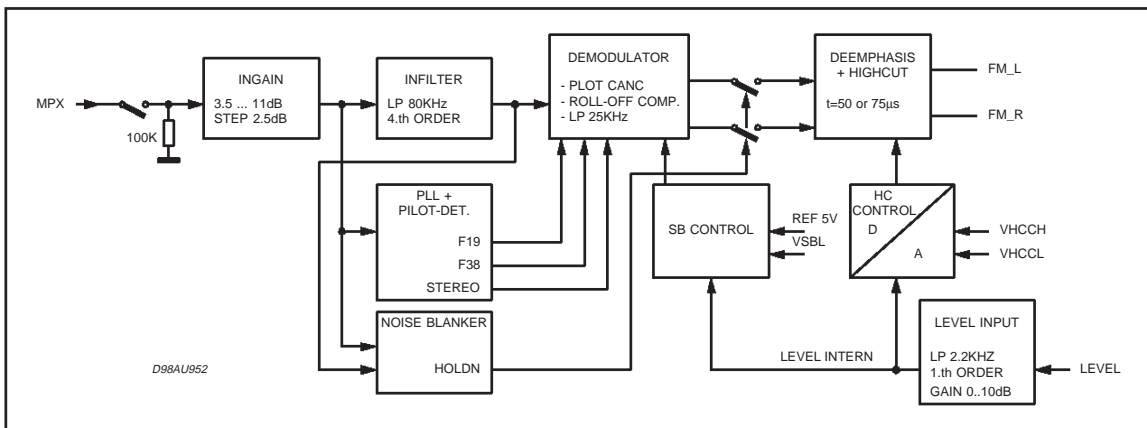 MPX
100K
INGAIN
3.5 ... 11dB
STEP 2.5dB
INFILTER
LP 80KHz
4.th ORDER
DEMODULATOR
- PLOT CANC
- ROLL-OFF COMP.
- LP 25KHz
DEEMPHASIS
+ HIGHCUT
t=50 or 75µs
FM_L
FM_R
PLL +
PILOT-DET.
F19
F38
STEREO
SB CONTROL
REF 5V
VSBL
HC
CONTROL
D
A
VHCCH
VHCCL
NOISE BLANKER
HOLDN
LEVEL INTERN
LEVEL INPUT
LP 2.2KHZ
1.th ORDER
GAIN 0..10dB
LEVEL
D98AU952